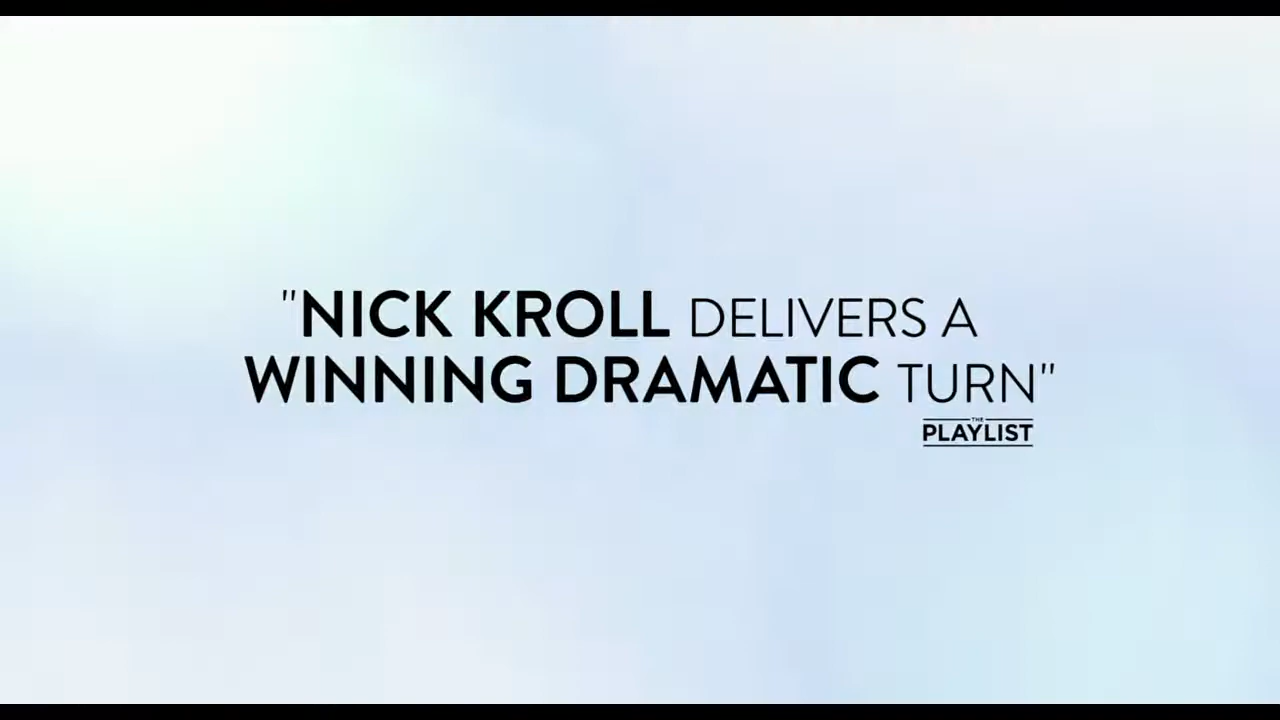 "NICK KROLL DELIVERS A
WINNING DRAMATIC TURN"
THE
PLAYLIST